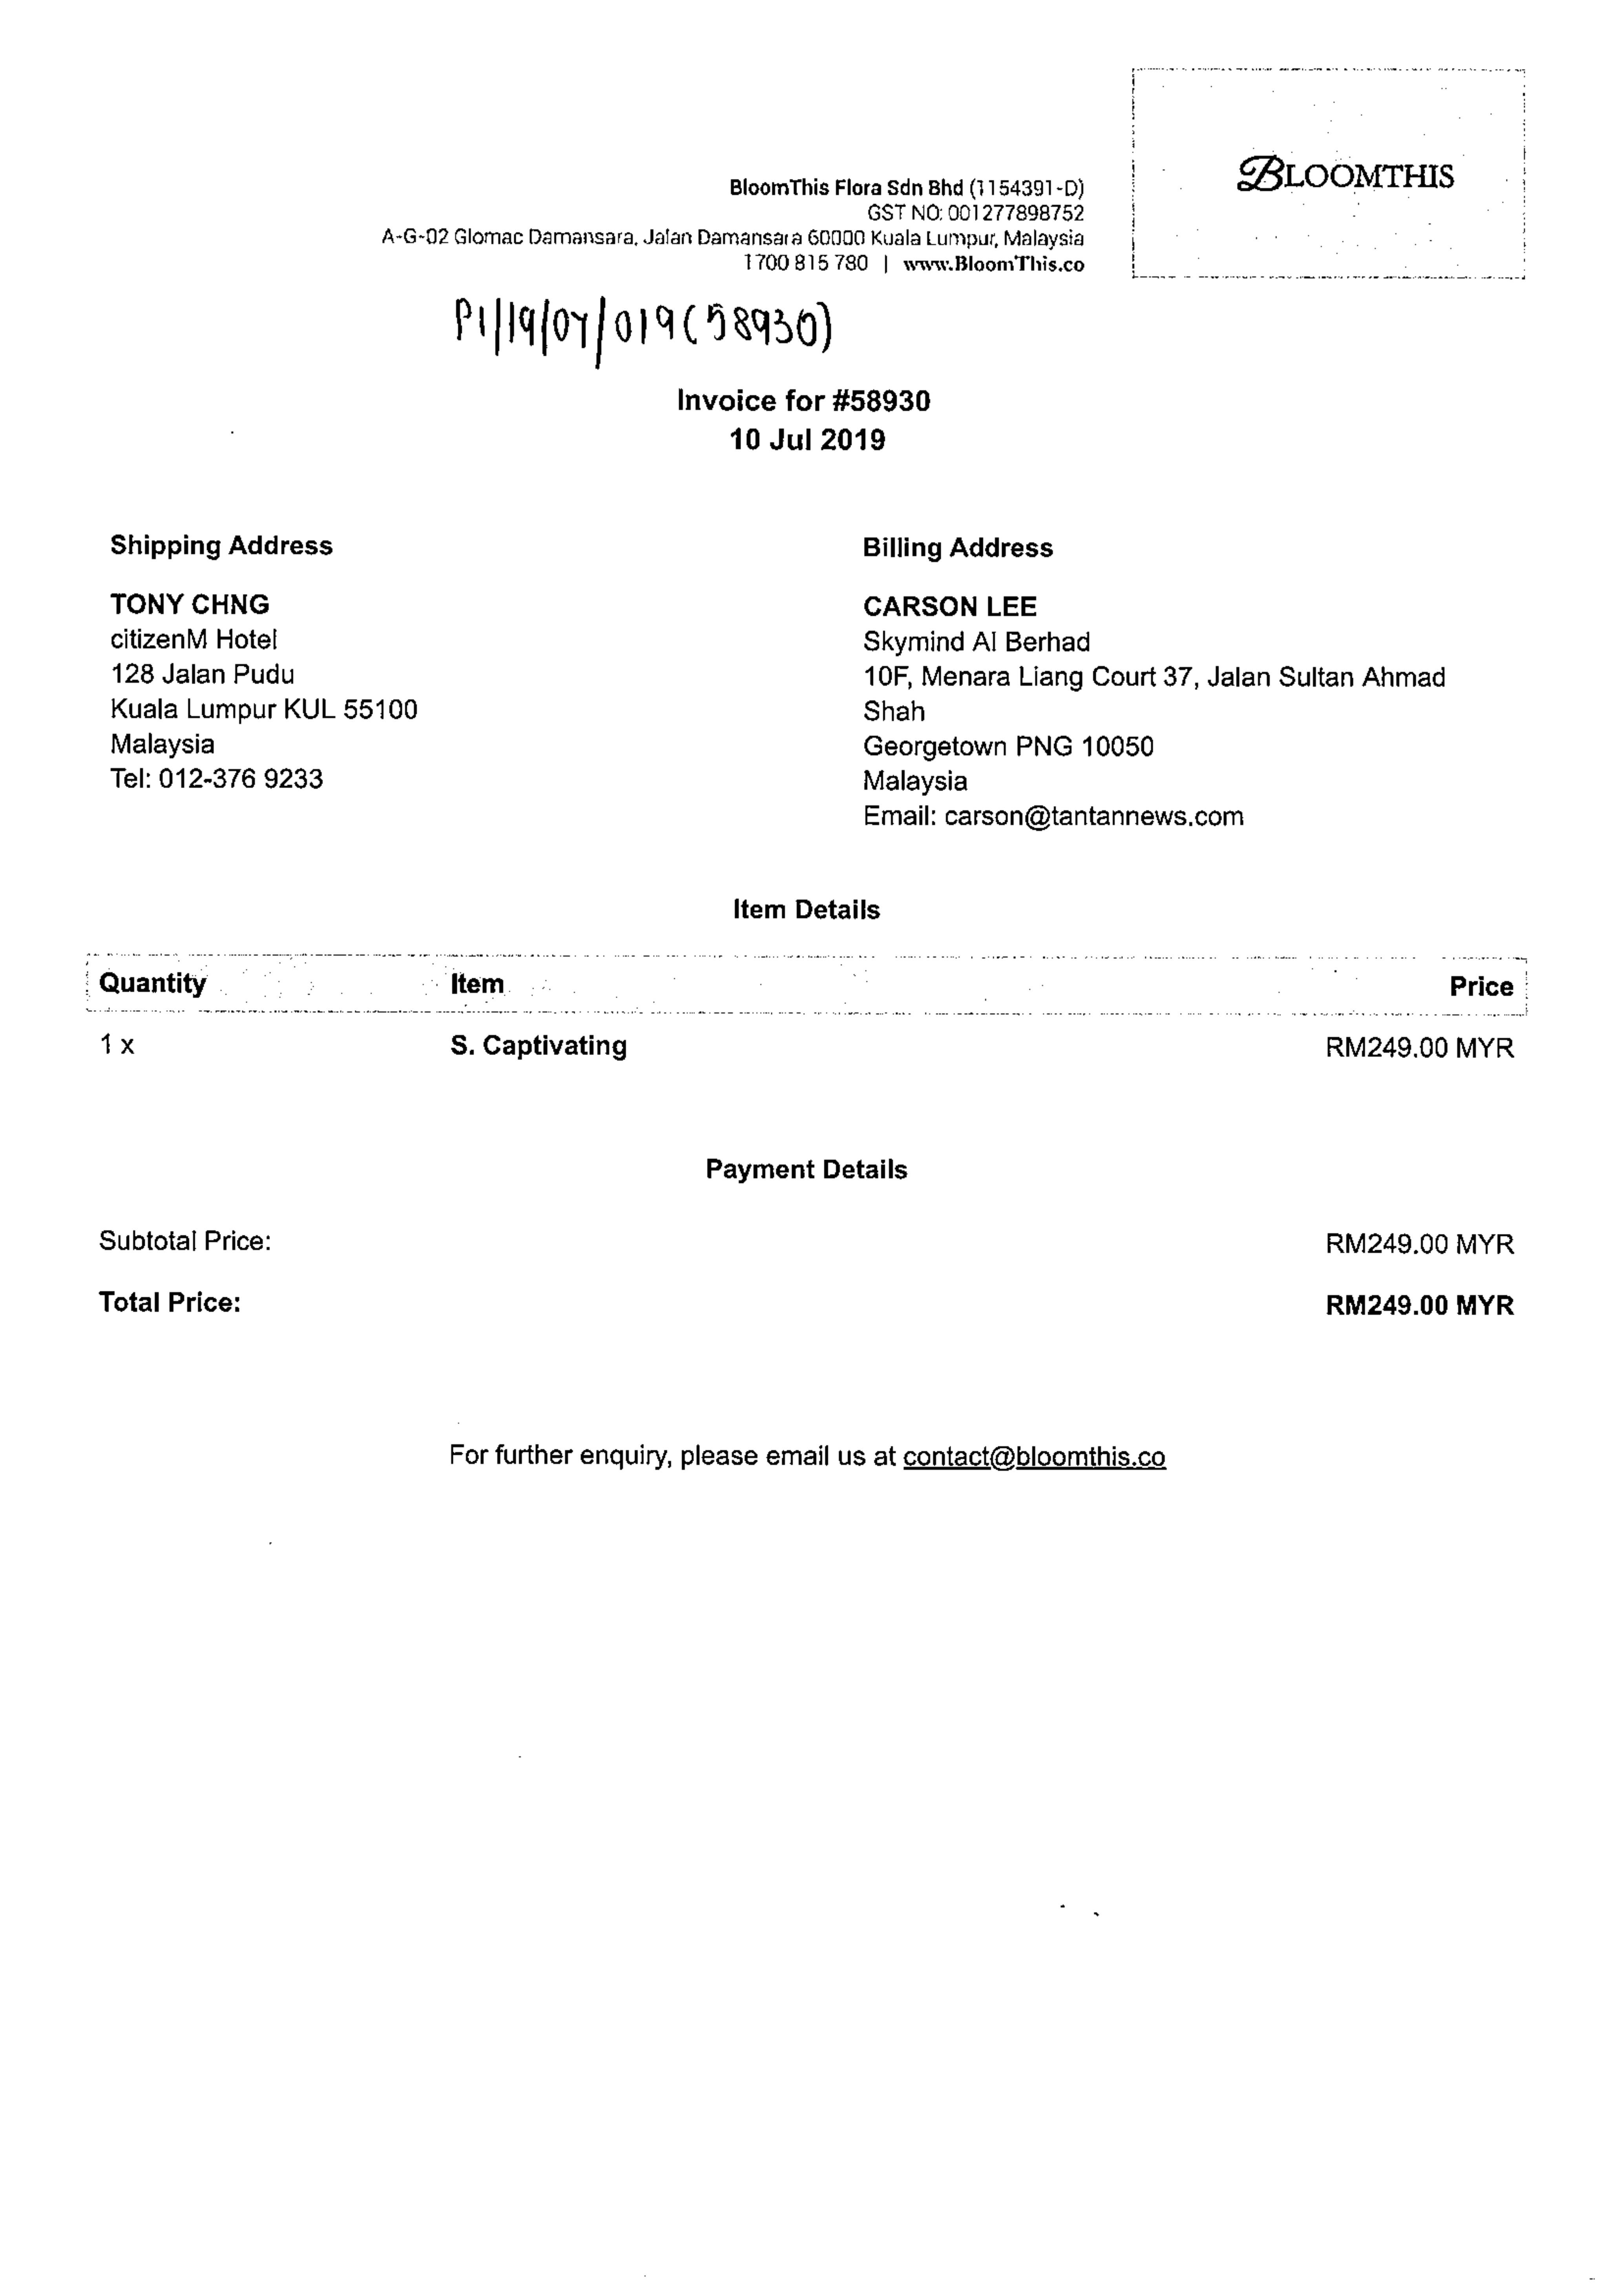 BLOOMTHIS
BloomThis Flora Sdn Bhd (1154391-D)
GST NO: 001277898752
A-G-02 Glomac Damansara, Jalan Damansara 60000 Kuala Lumpur, Malaysia
1700 815 780 | www.BloomThis.co
PI/19/07/019(58930)
Invoice for #58930
10 Jul 2019
Shipping Address
TONY CHNG
citizenM Hotel
128 Jalan Pudu
Kuala Lumpur KUL 55100
Malaysia
Tel: 012-376 9233
Billing Address
CARSON LEE
Skymind AI Berhad
10F, Menara Liang Court 37, Jalan Sultan Ahmad
Shah
Georgetown PNG 10050
Malaysia
Email: carson@tantannews.com
Item Details
Quantity Item Price
1 x S. Captivating RM249.00 MYR
Payment Details
Subtotal Price: RM249.00 MYR
Total Price: RM249.00 MYR
For further enquiry, please email us at contact@bloomthis.co